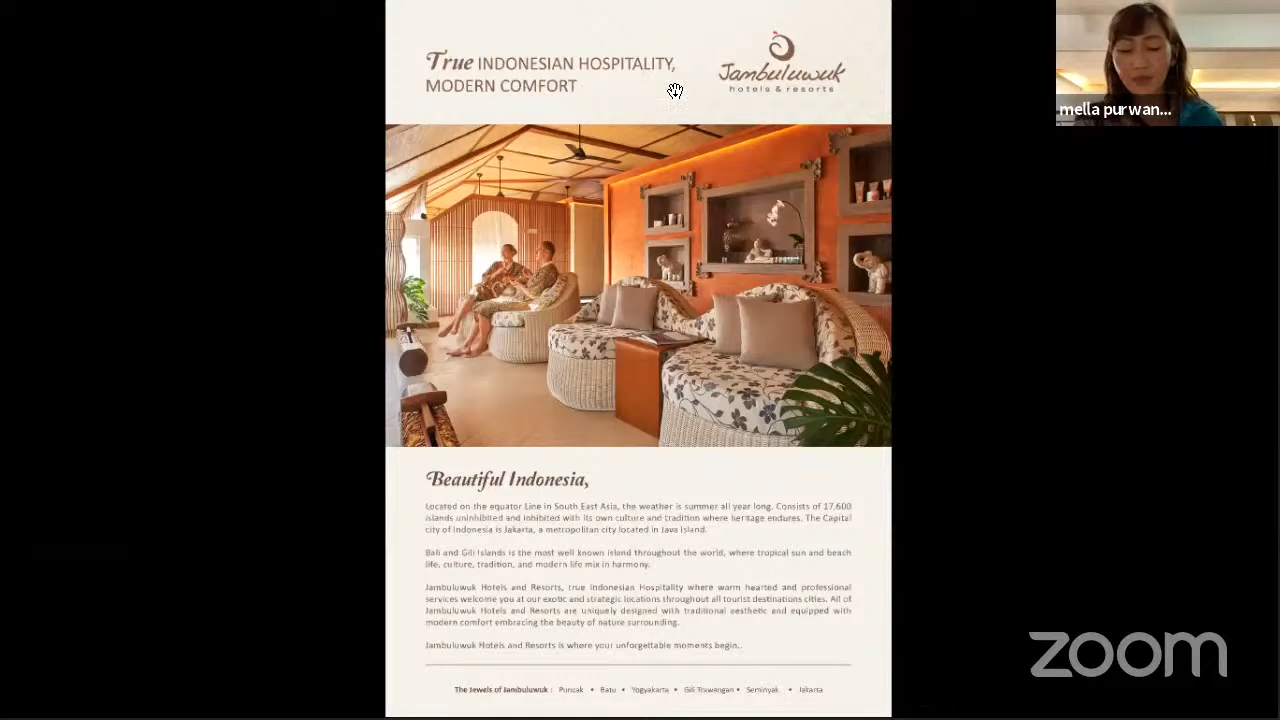 True INDONESIAN HOSPITALITY,
MODERN COMFORT
Jambuluwuk
hotels & resorts
mella purwan...
Beautiful Indonesia,
Located on the equator Line in South East Asia, the weather is summer all year long. Consists of 17,600
islands uninhibited and inhibited with its own culture and tradition where heritage endures. The Capital
city of Indonesia is Jakarta, a metropolitan city located in Java Island.
Bali and Gili Islands is the most well known island throughout the world, where tropical sun and beach
life, culture, tradition, and modern life mix in harmony.
Jambuluwuk Hotels and Resorts, true Indonesian Hospitality where warm hearted and professional
services welcome you at our exotic and strategic locations throughout all tourist destinations cities. All of
Jambuluwuk Hotels and Resorts are uniquely designed with traditional aesthetic and equipped with
modern comfort embracing the beauty of nature surrounding.
Jambuluwuk Hotels and Resorts is where your unforgettable moments begin..
The Jewels of Jambuluwuk : Puncak • Batu • Yogyakarta • Gili Trawangan • Seminyak • Jakarta
zoom